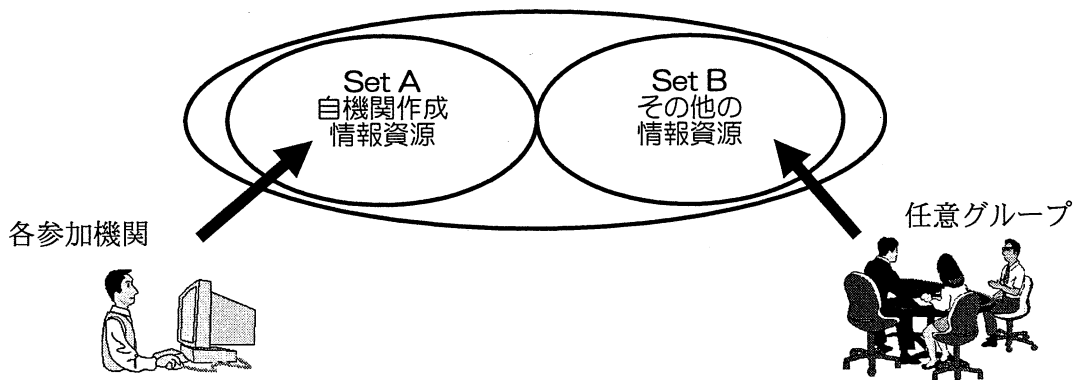 Set A
自機関作成
情報資源
Set B
その他の
情報資源
各参加機関
任意グループ